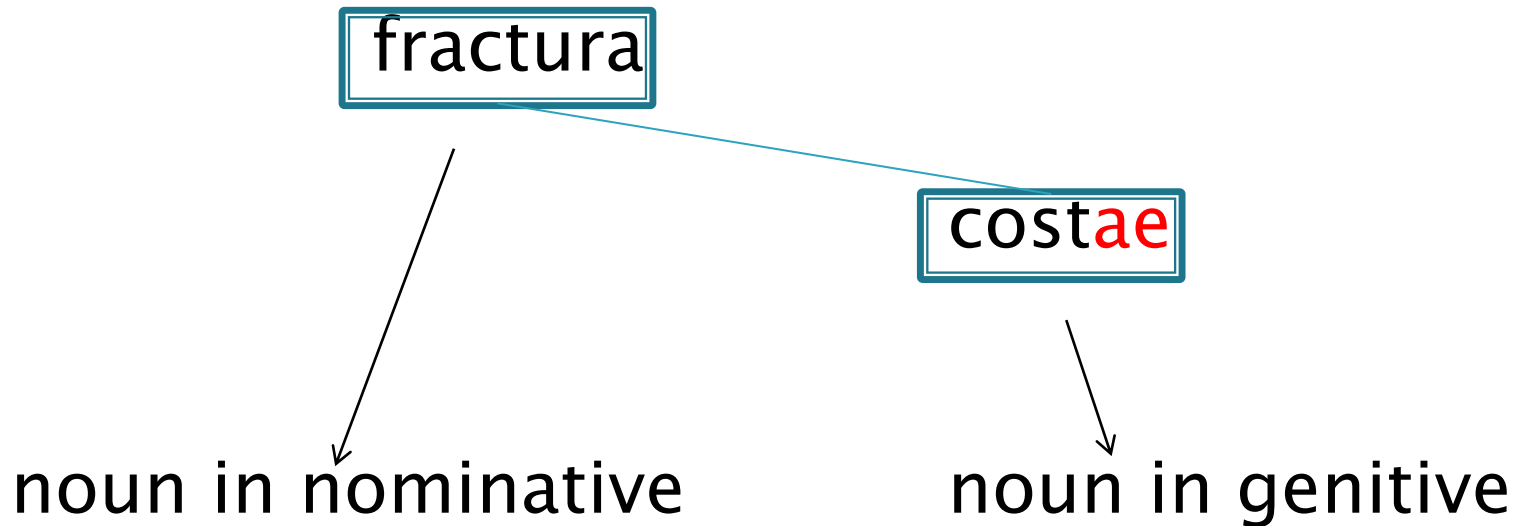 fractura
costae
noun in nominative
noun in genitive